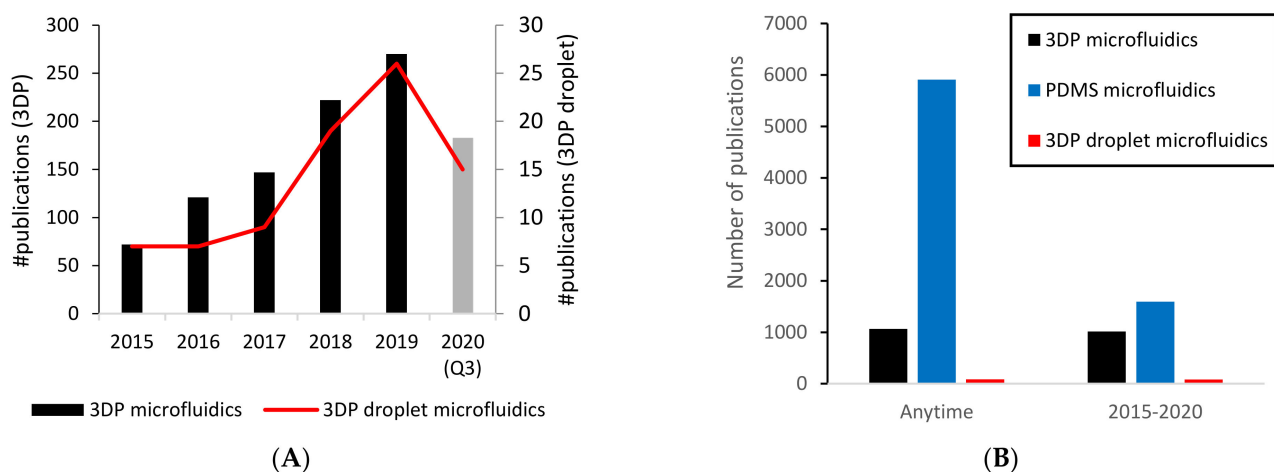 #publications (3DP)
300
250
200
150
100
50
0
30
25
20
15
10
5
0
#publications (3DP droplet)
2015 2016 2017 2018 2019 2020
(Q3)
3DP microfluidics 3DP droplet microfluidics
(A)
Number of publications
7000
6000
5000
4000
3000
2000
1000
0
3DP microfluidics
PDMS microfluidics
3DP droplet microfluidics
Anytime 2015-2020
(B)